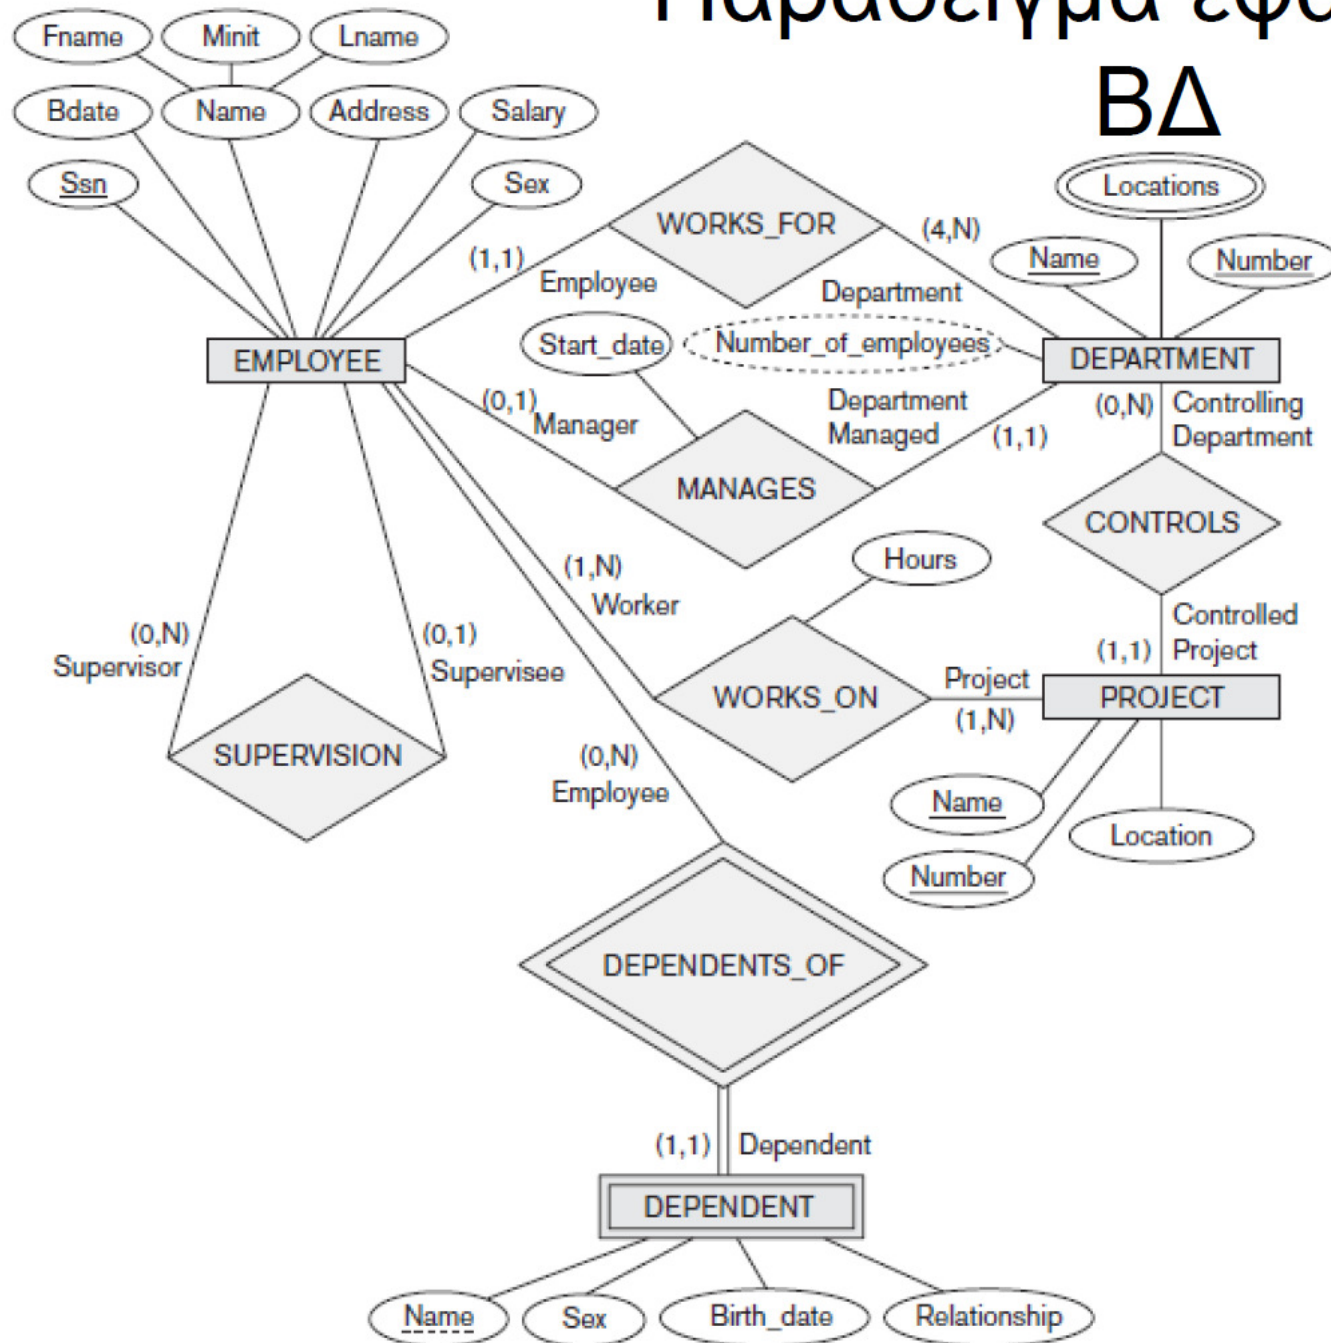 Fname Minit Lname
Bdate Name Address Salary
Ssn Sex
ΒΔ
Locations
Name Number
WORKS_FOR
(1,1)
Employee
(4,N)
Department
Start_date
Number_of_employees
EMPLOYEE
DEPARTMENT
(0,1)
Manager
Department
Managed
(1,1)
MANAGES
(0,N)
Controlling
Department
CONTROLS
Hours
(1,N)
Worker
(0,N)
Supervisor
(0,1)
Supervisee
Controlled
Project
(1,1)
WORKS_ON
Project
(1,N)
PROJECT
SUPERVISION
(0,N)
Employee
Name
Location
Number
DEPENDENTS_OF
(1,1)
Dependent
DEPENDENT
Name Sex Birth_date Relationship